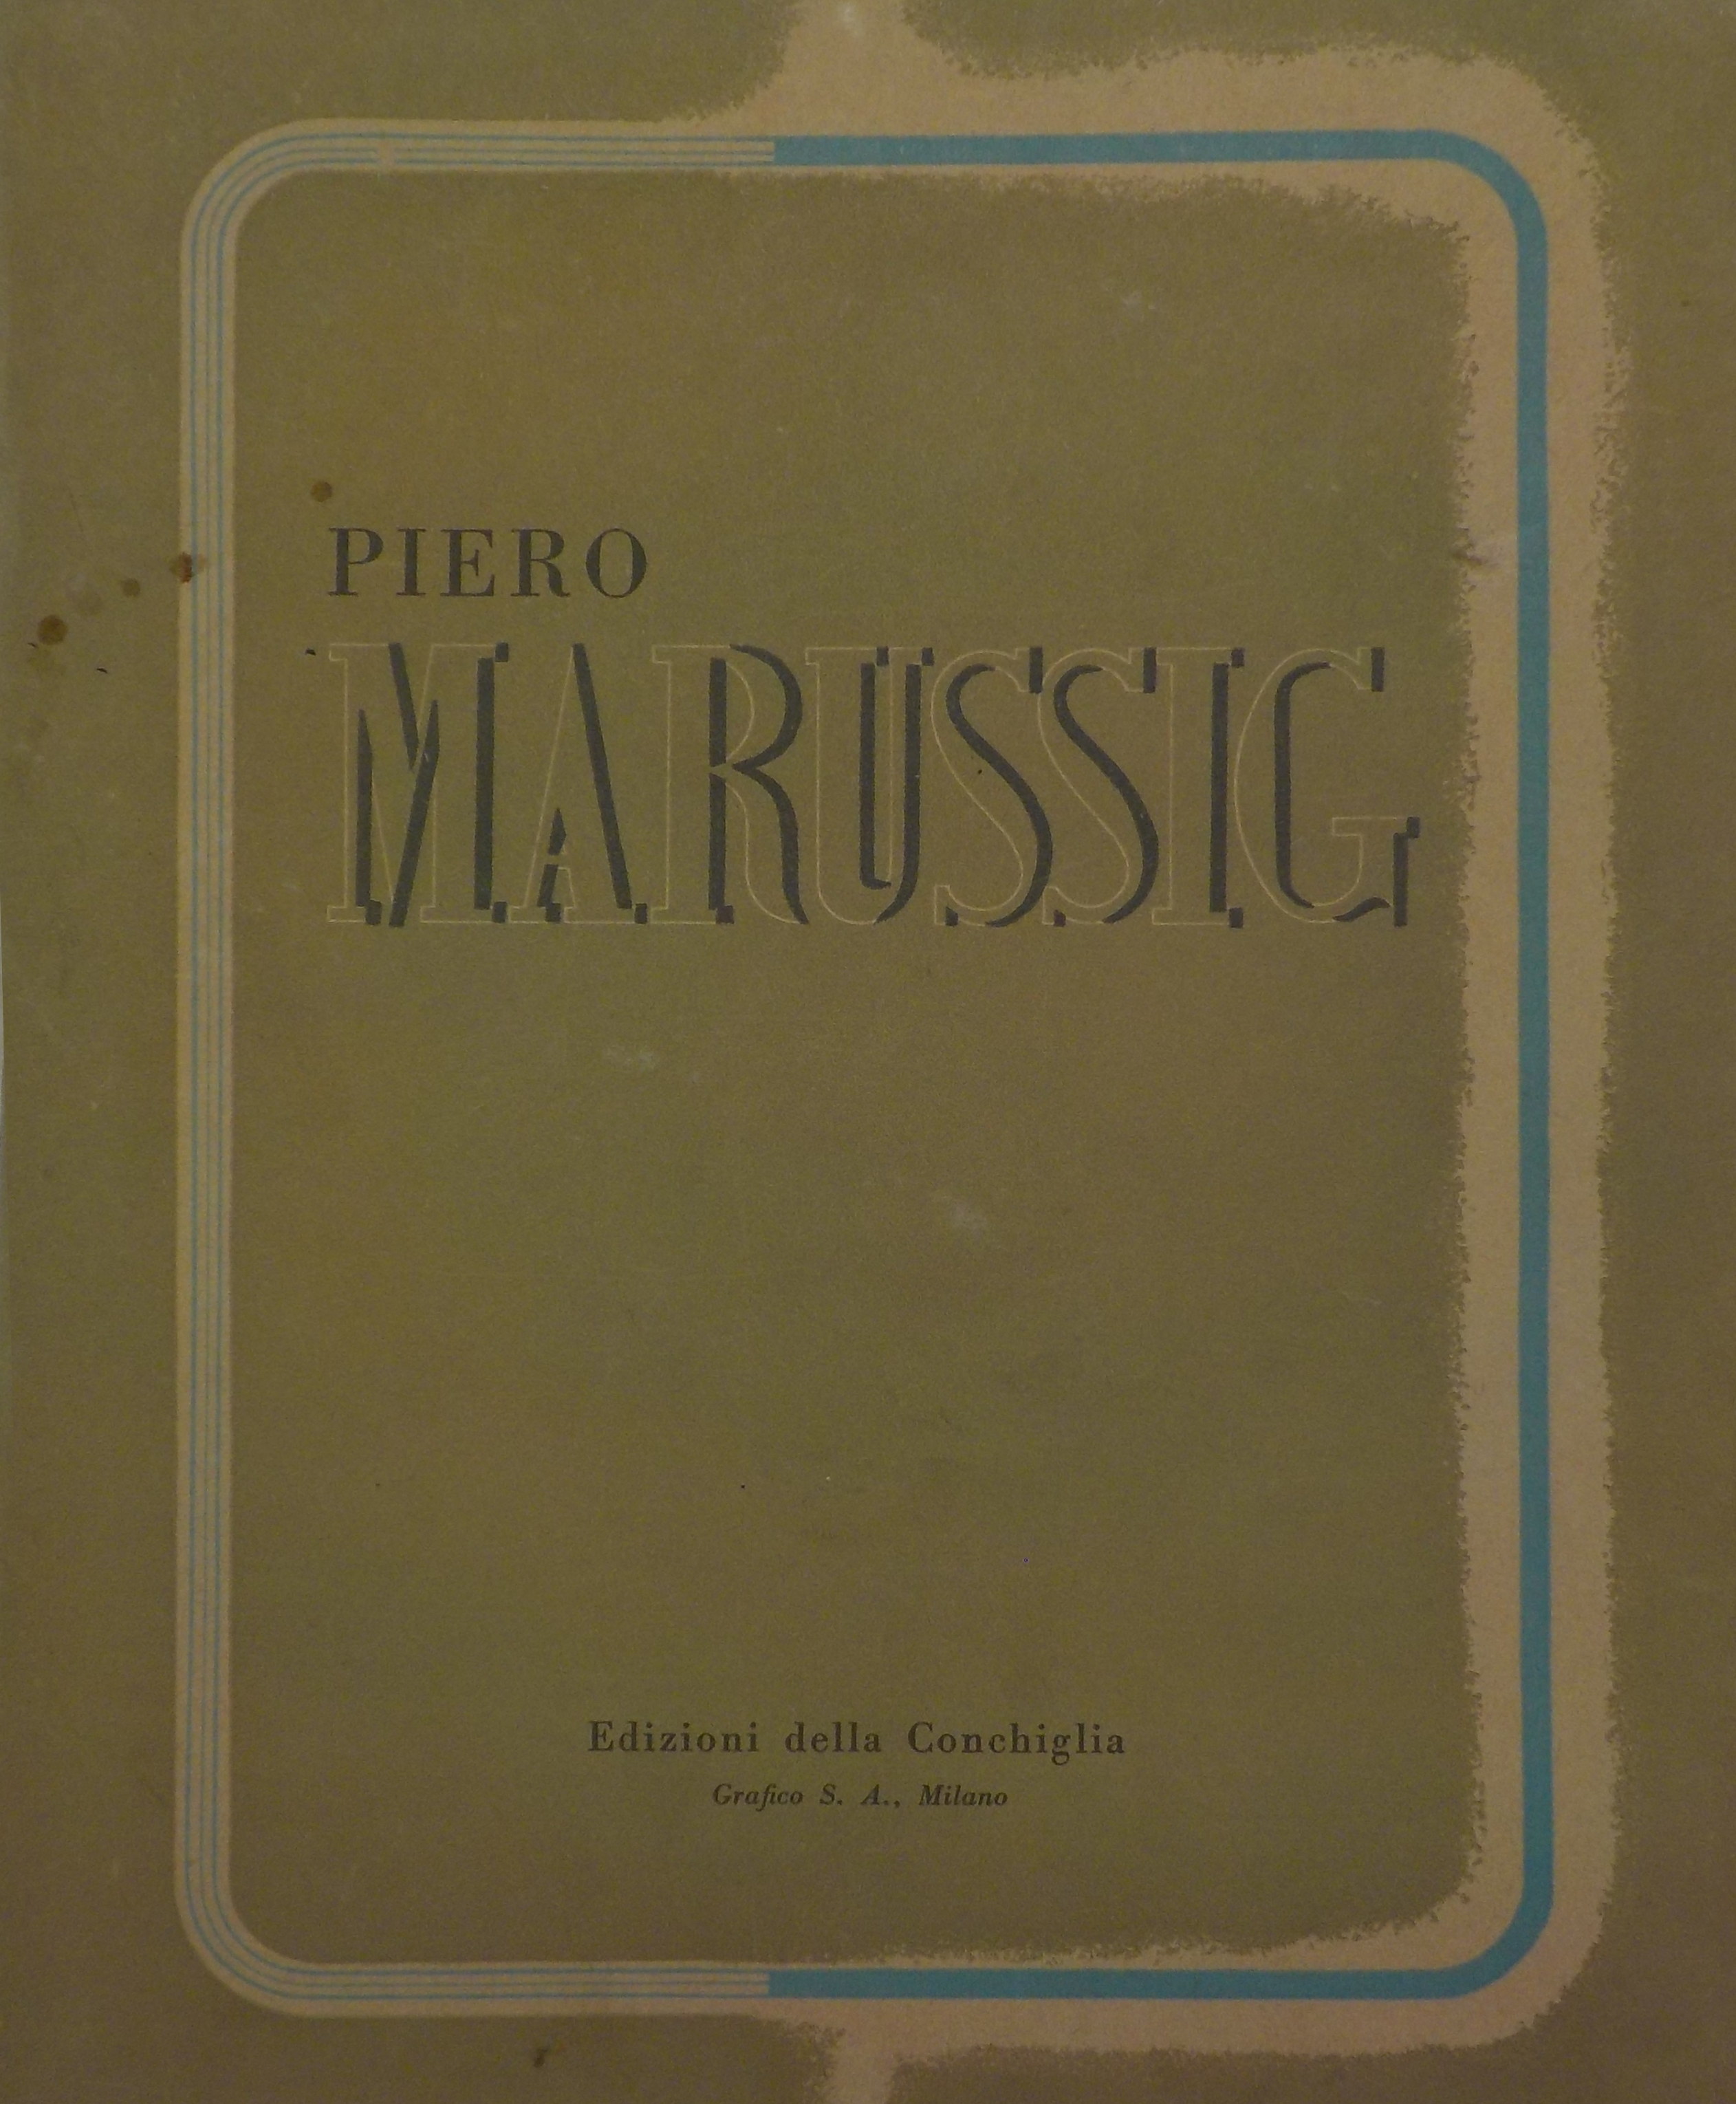 PIERO
MARUSSIG
Edizioni della Conchiglia
Grafico S. A., Milano